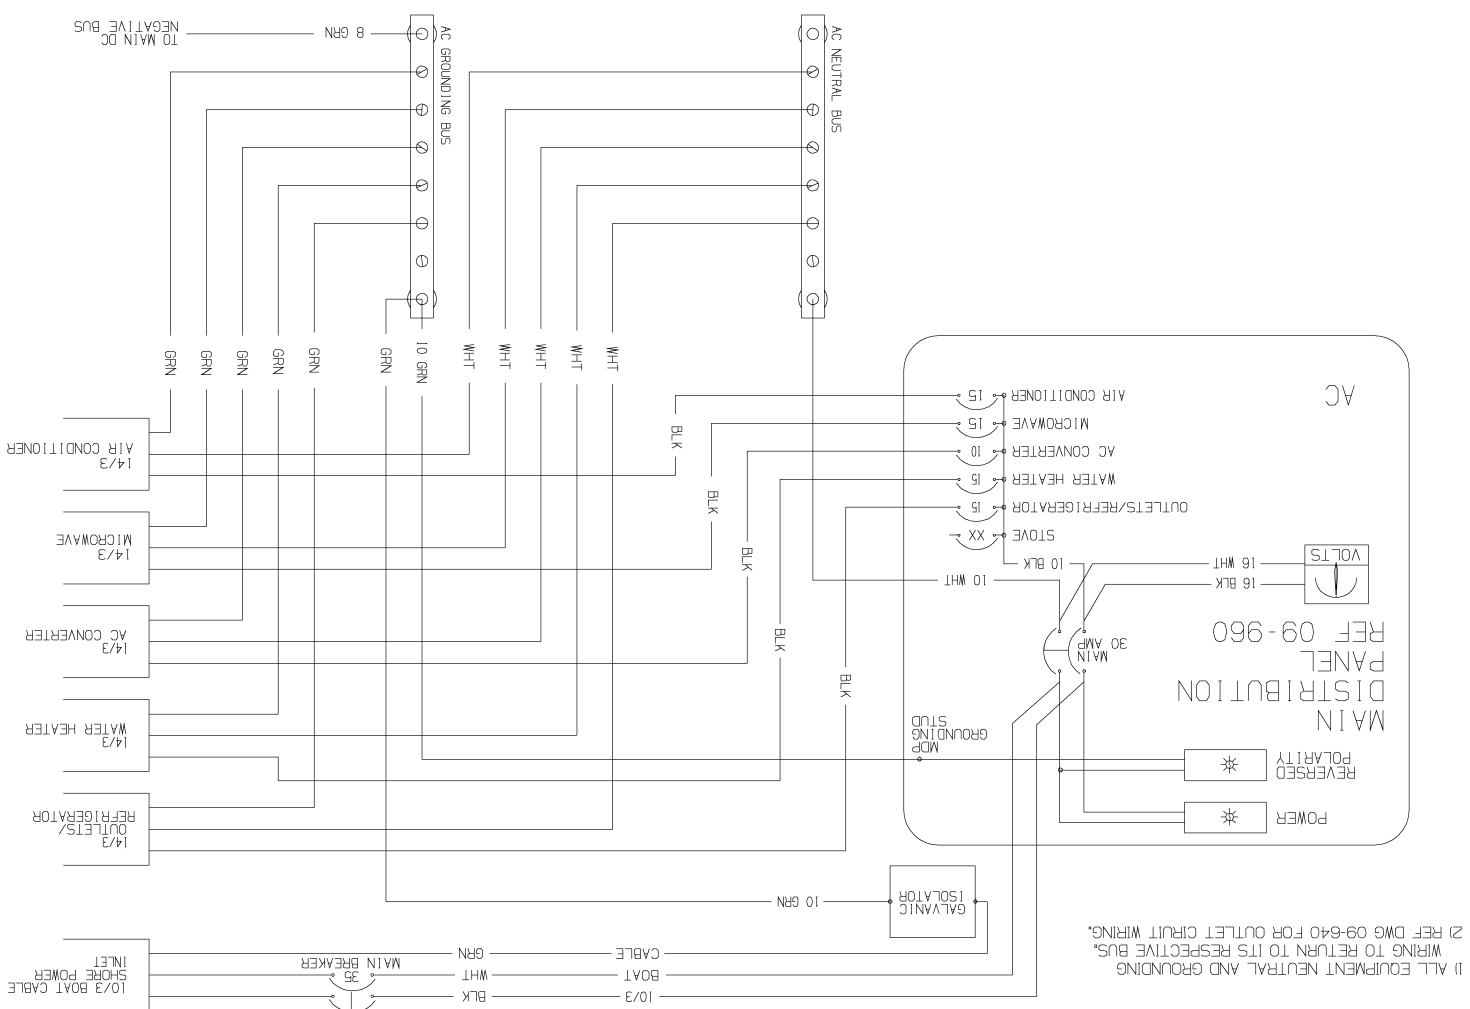 1) ALL EQUIPMENT NEUTRAL AND GROUNDING
WIRING TO RETURN TO ITS RESPECTIVE BUS.
2) REF DWG 09-640 FOR OUTLET CIRUIT WIRING.
10/3 BOAT CABLE
SHORE POWER
INLET
35
MAIN BREAKER
BLK
WHT
GRN
10/3
BOAT
CABLE
GALVANIC
ISOLATOR
10 GRN
POWER
REVERSED
POLARITY
MAIN
DISTRIBUTION
PANEL
REF 09-960
MDP
GROUNDING
STUD
MAIN
30 AMP
VOLTS
16 BLK
16 WHT
10 BLK
10 WHT
STOVE
XX
OUTLETS/REFRIGERATOR
15
WATER HEATER
15
AC CONVERTER
10
MICROWAVE
15
AIR CONDITIONER
15
AC
14/3
OUTLETS/
REFRIGERATOR
14/3
WATER HEATER
14/3
AC CONVERTER
14/3
MICROWAVE
14/3
AIR CONDITIONER
BLK
BLK
BLK
BLK
BLK
GRN
GRN
GRN
GRN
GRN
GRN
10 GRN
WHT
WHT
WHT
WHT
WHT
AC GROUNDING BUS
AC NEUTRAL BUS
8 GRN
TO MAIN DC
NEGATIVE BUS